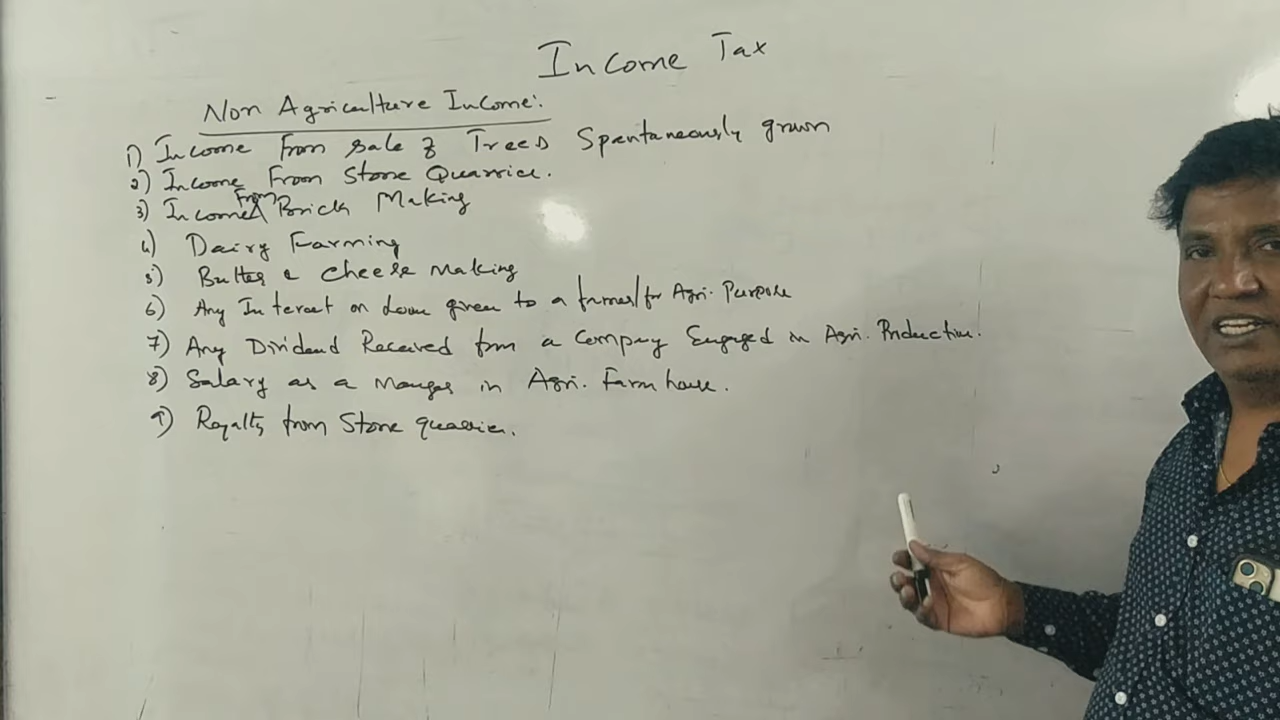 Income Tax
Non Agriculture Income:
1) Income From Sale of Trees Spontaneously grown
2) Income From Stone Quarries.
3) Income From Brick Making
4) Dairy Farming
5) Butter & Cheese Making
6) Any Interest on Loan given to a farmer/for Agri. Purpose
7) Any Dividend Received from a Company Engaged in Agri. Production.
8) Salary as a Manger in Agri. Farm house.
9) Royalty from Stone quarries.